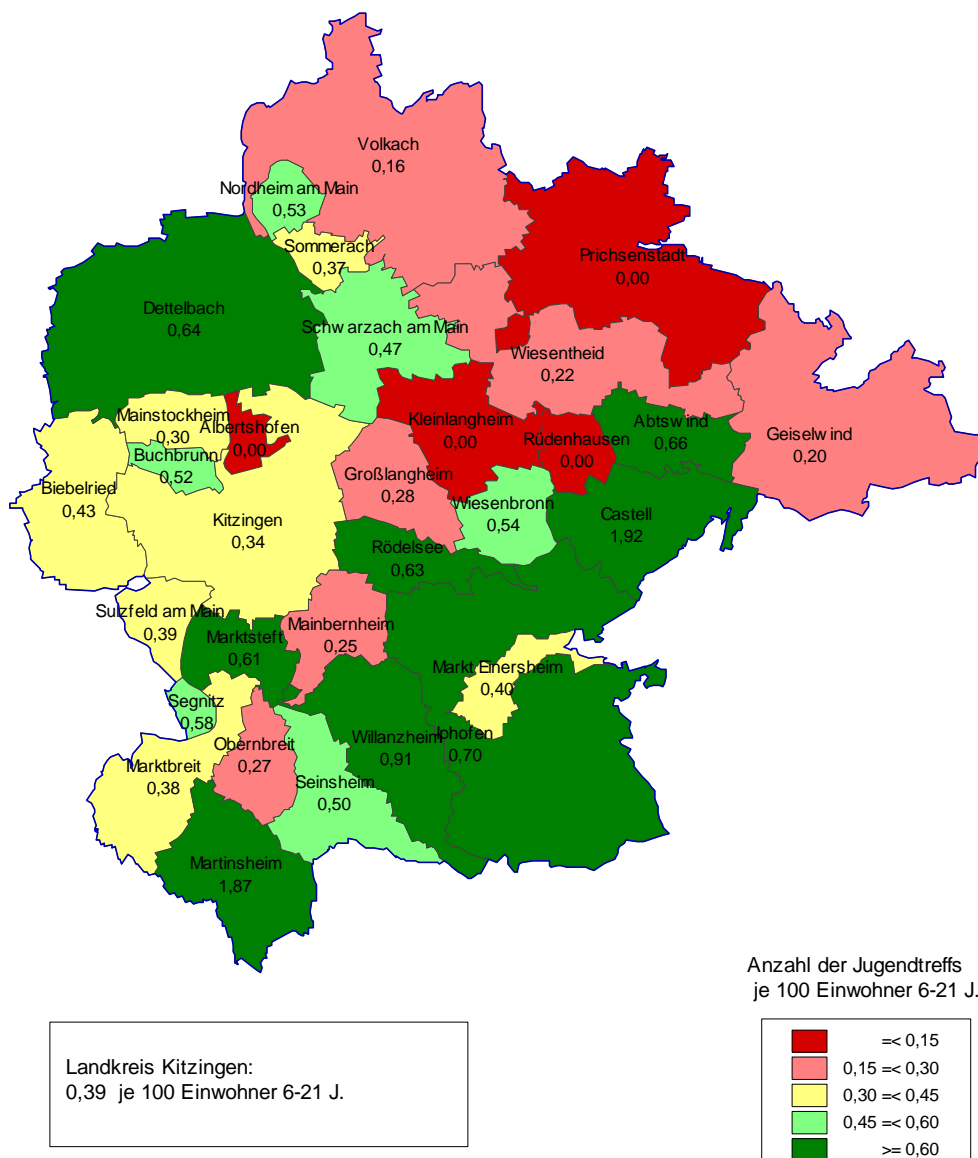 Volkach
0,16
Nordheim am Main
0,53
Sommerach
0,37
Prichsenstadt
0,00
Dettelbach
0,64
Schwarzach am Main
0,47
Wiesentheid
0,22
Mainstockheim
0,30
Albertshofen
0,00
Kleinlangheim
0,00
Rüdenhausen
0,00
Abtswind
0,66
Geiselwind
0,20
Buchbrunn
0,52
Großlangheim
0,28
Wiesenbronn
0,54
Biebelried
0,43
Kitzingen
0,34
Castell
1,92
Rödelsee
0,63
Sulzfeld am Main
0,39
Marktsteft
0,61
Mainbernheim
0,25
Markt Einersheim
0,40
Segnitz
0,58
Obernbreit
0,27
Willanzheim
0,91
Iphofen
0,70
Marktbreit
0,38
Seinsheim
0,50
Martinsheim
1,87
Anzahl der Jugendtreffs
je 100 Einwohner 6-21 J.
=< 0,15
0,15 =< 0,30
0,30 =< 0,45
0,45 =< 0,60
>= 0,60
Landkreis Kitzingen:
0,39 je 100 Einwohner 6-21 J.